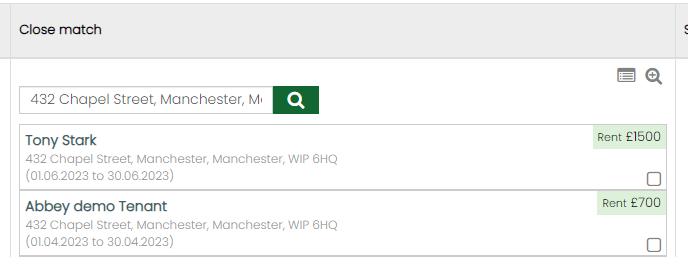 Close match
432 Chapel Street, Manchester, M
Tony Stark
Rent £1500
432 Chapel Street, Manchester, Manchester, W1P 6HQ
(01.06.2023 to 30.06.2023)
Abbey demo Tenant
Rent £700
432 Chapel Street, Manchester, Manchester, W1P 6HQ
(01.04.2023 to 30.04.2023)